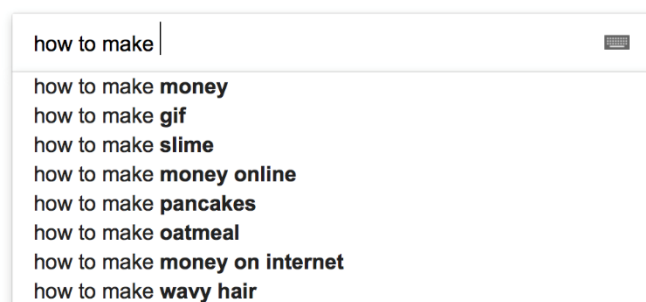 how to make
how to make money
how to make gif
how to make slime
how to make money online
how to make pancakes
how to make oatmeal
how to make money on internet
how to make wavy hair